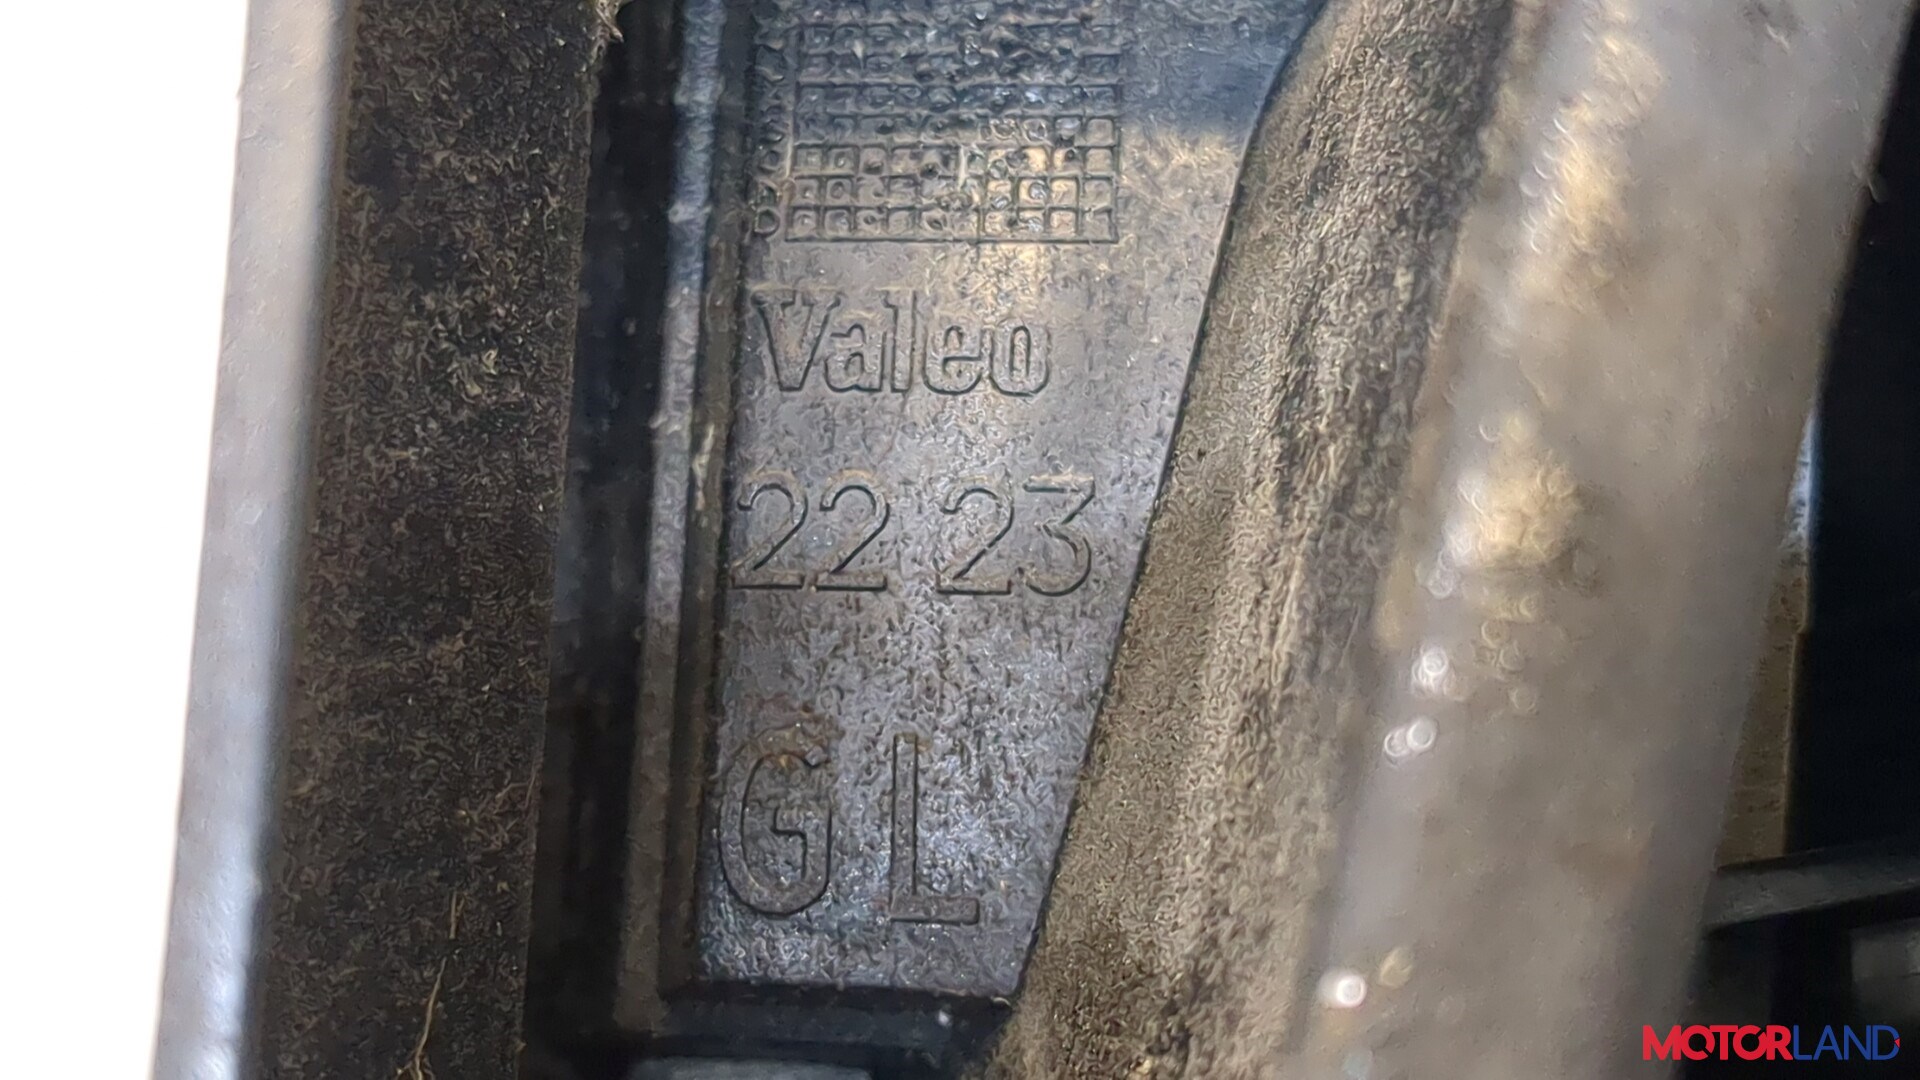 Valeo
22 23
GL
MOTORLAND